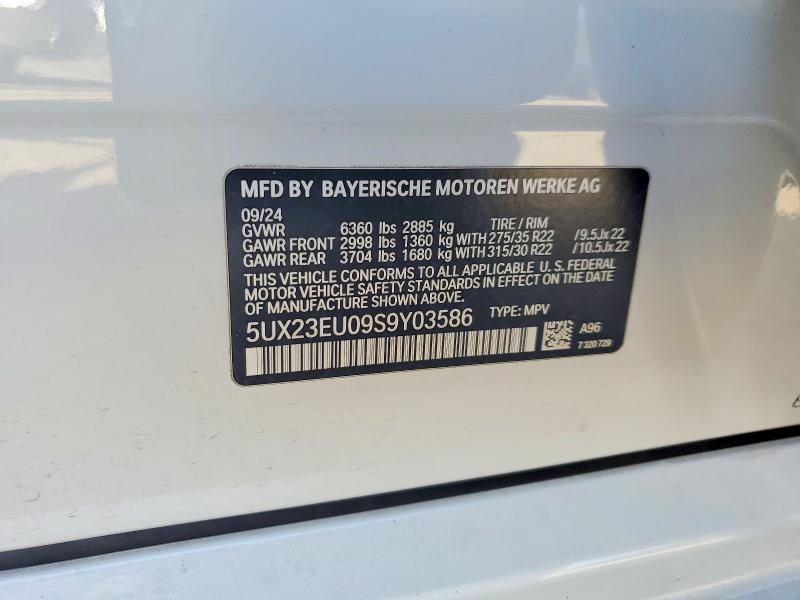 MFD BY BAYERISCHE MOTOREN WERKE AG
09/24 TIRE / RIM
GVWR 6360 lbs 2885 kg
GAWR FRONT 2998 lbs 1360 kg WITH 275/35 R22 /9.5Jx22
GAWR REAR 3704 lbs 1680 kg WITH 315/30 R22 /10.5Jx22
THIS VEHICLE CONFORMS TO ALL APPLICABLE U.S. FEDERAL
MOTOR VEHICLE SAFETY STANDARDS IN EFFECT ON THE DATE
OF MANUFACTURE SHOWN ABOVE.
5UX23EU09S9Y03586 TYPE: MPV
A96
7 320 729